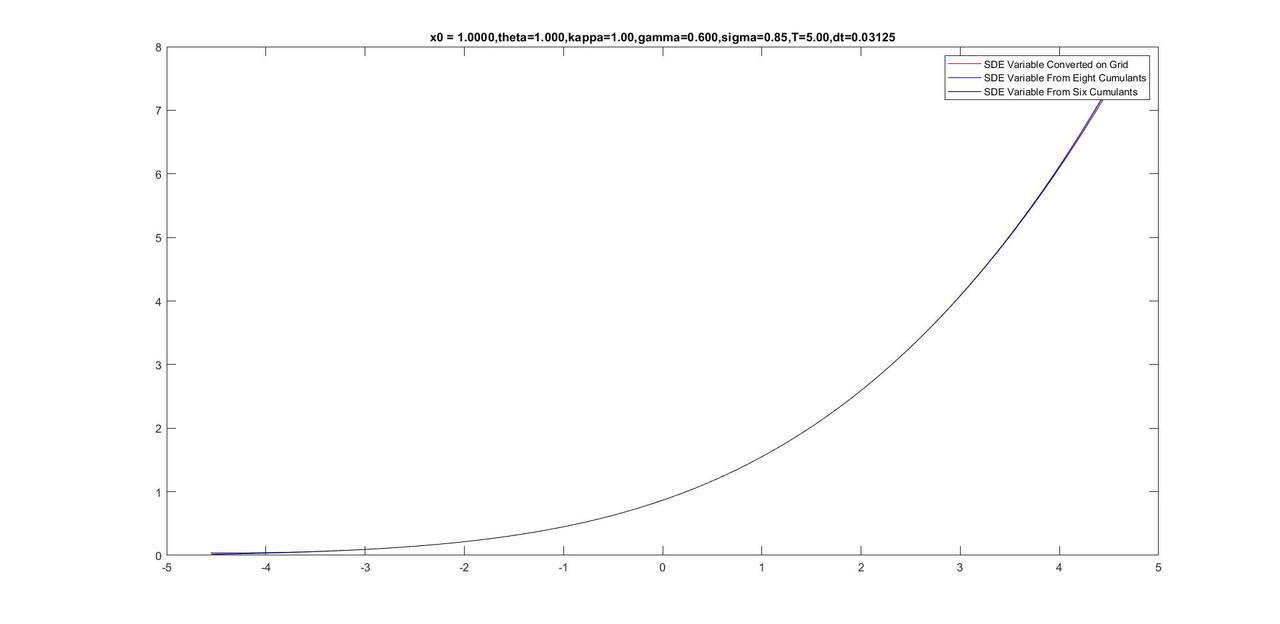 x0 = 1.0000,theta=1.000,kappa=1.00,gamma=0.600,sigma=0.85,T=5.00,dt=0.03125
SDE Variable Converted on Grid
SDE Variable From Eight Cumulants
SDE Variable From Six Cumulants
8
7
6
5
4
3
2
1
0
-5 -4 -3 -2 -1 0 1 2 3 4 5